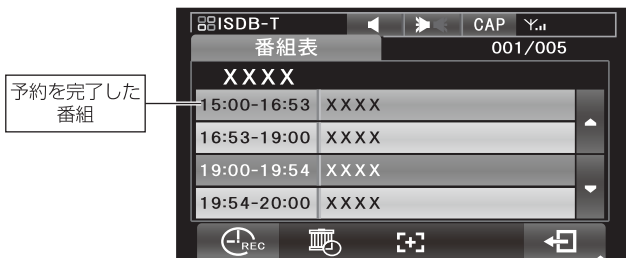 ISDB-T CAP
番組表 001/005
XXXX
予約を完了した
番組
15:00-16:53 XXXX
16:53-19:00 XXXX
19:00-19:54 XXXX
19:54-20:00 XXXX
REC